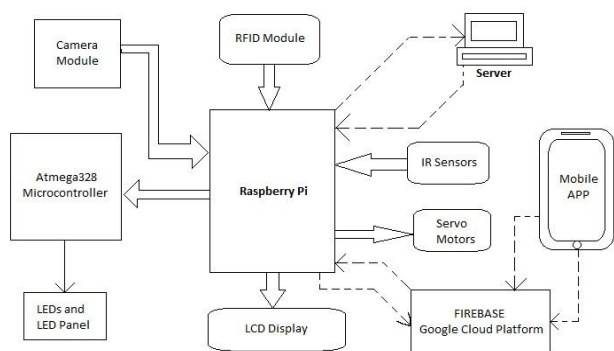 Camera
Module
RFID Module
Server
Atmega328
Microcontroller
Raspberry Pi
IR Sensors
Mobile
APP
Servo
Motors
LEDs and
LED Panel
LCD Display
FIREBASE
Google Cloud Platform